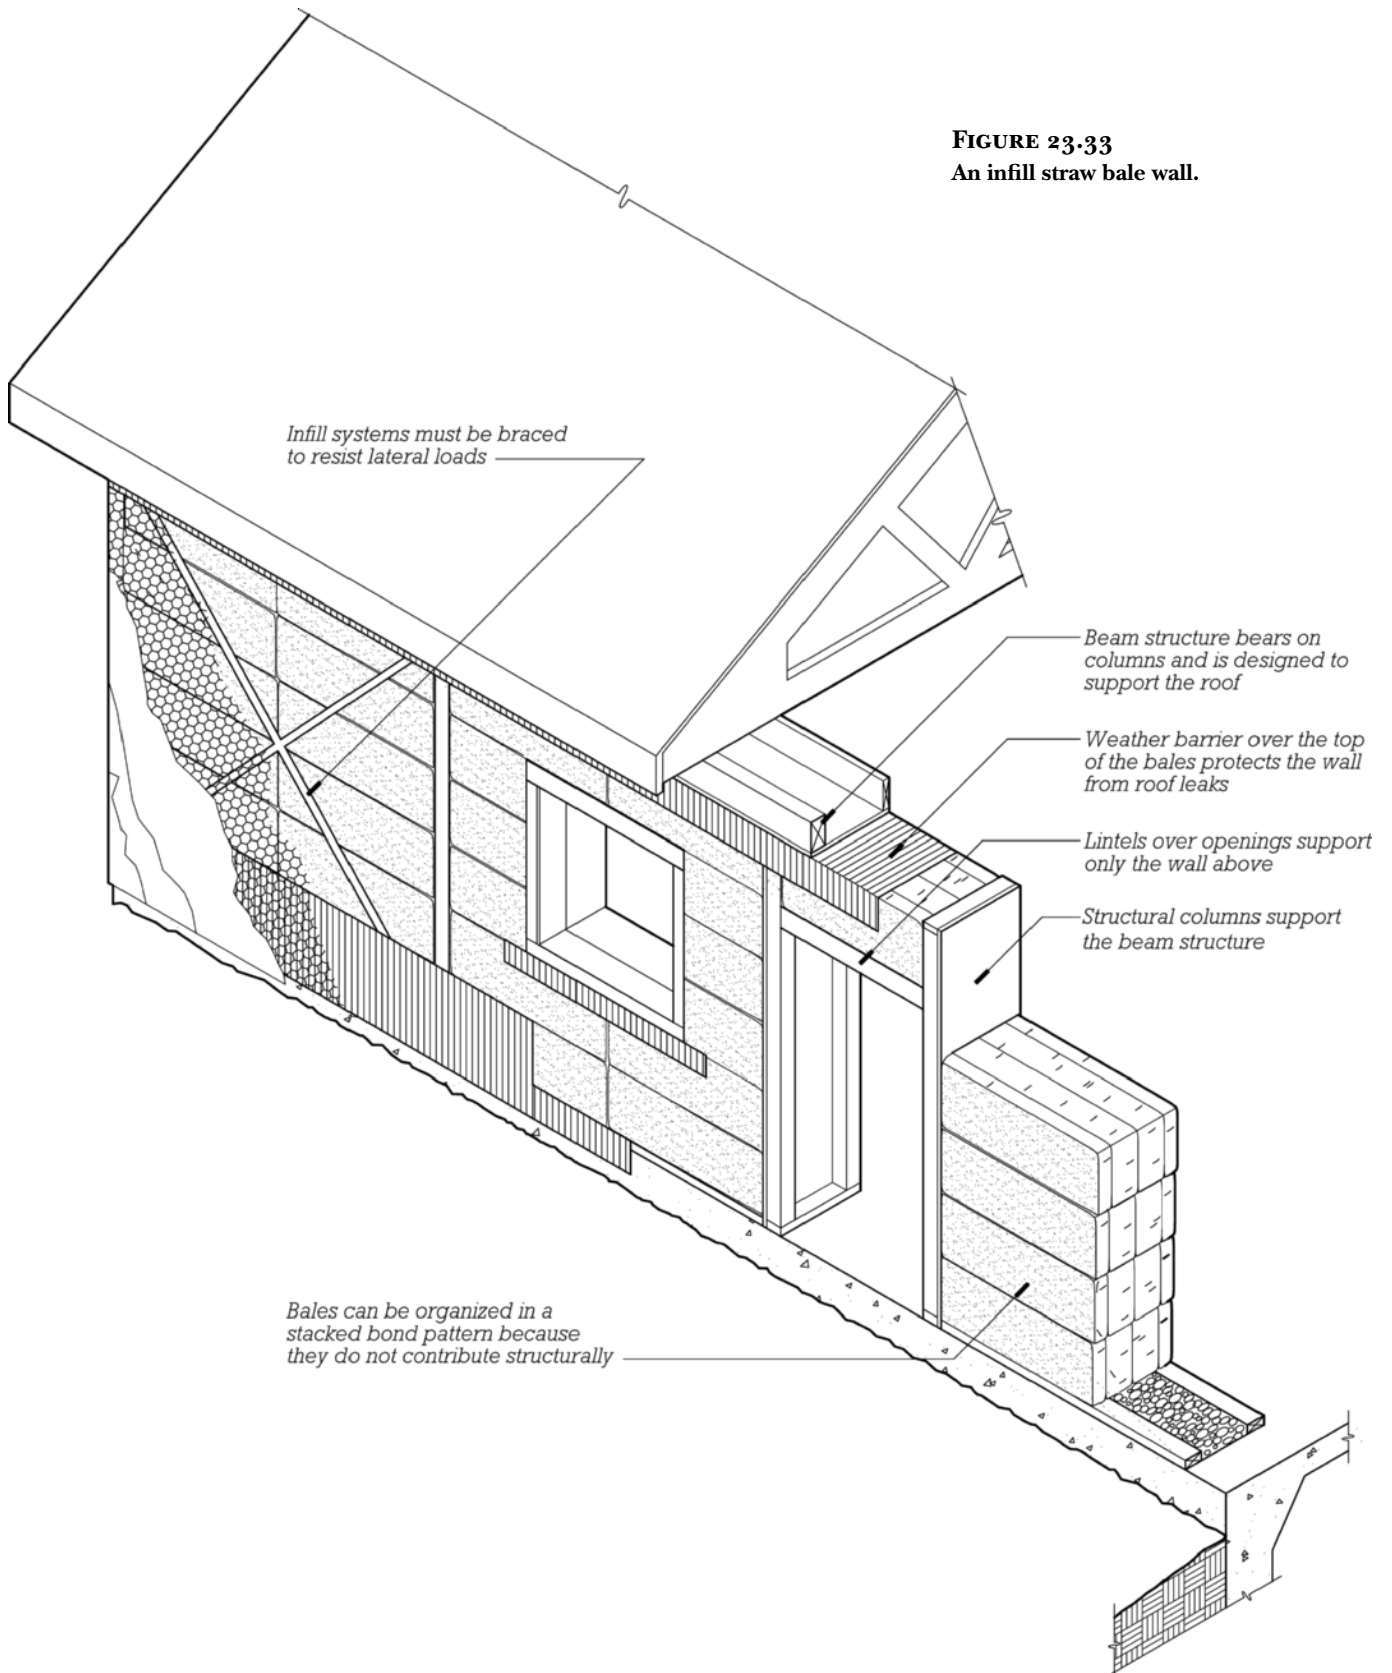 FIGURE 23.33
An infill straw bale wall.
Infill systems must be braced
to resist lateral loads
Beam structure bears on
columns and is designed to
support the roof
Weather barrier over the top
of the bales protects the wall
from roof leaks
Lintels over openings support
only the wall above
Structural columns support
the beam structure
Bales can be organized in a
stacked bond pattern because
they do not contribute structurally